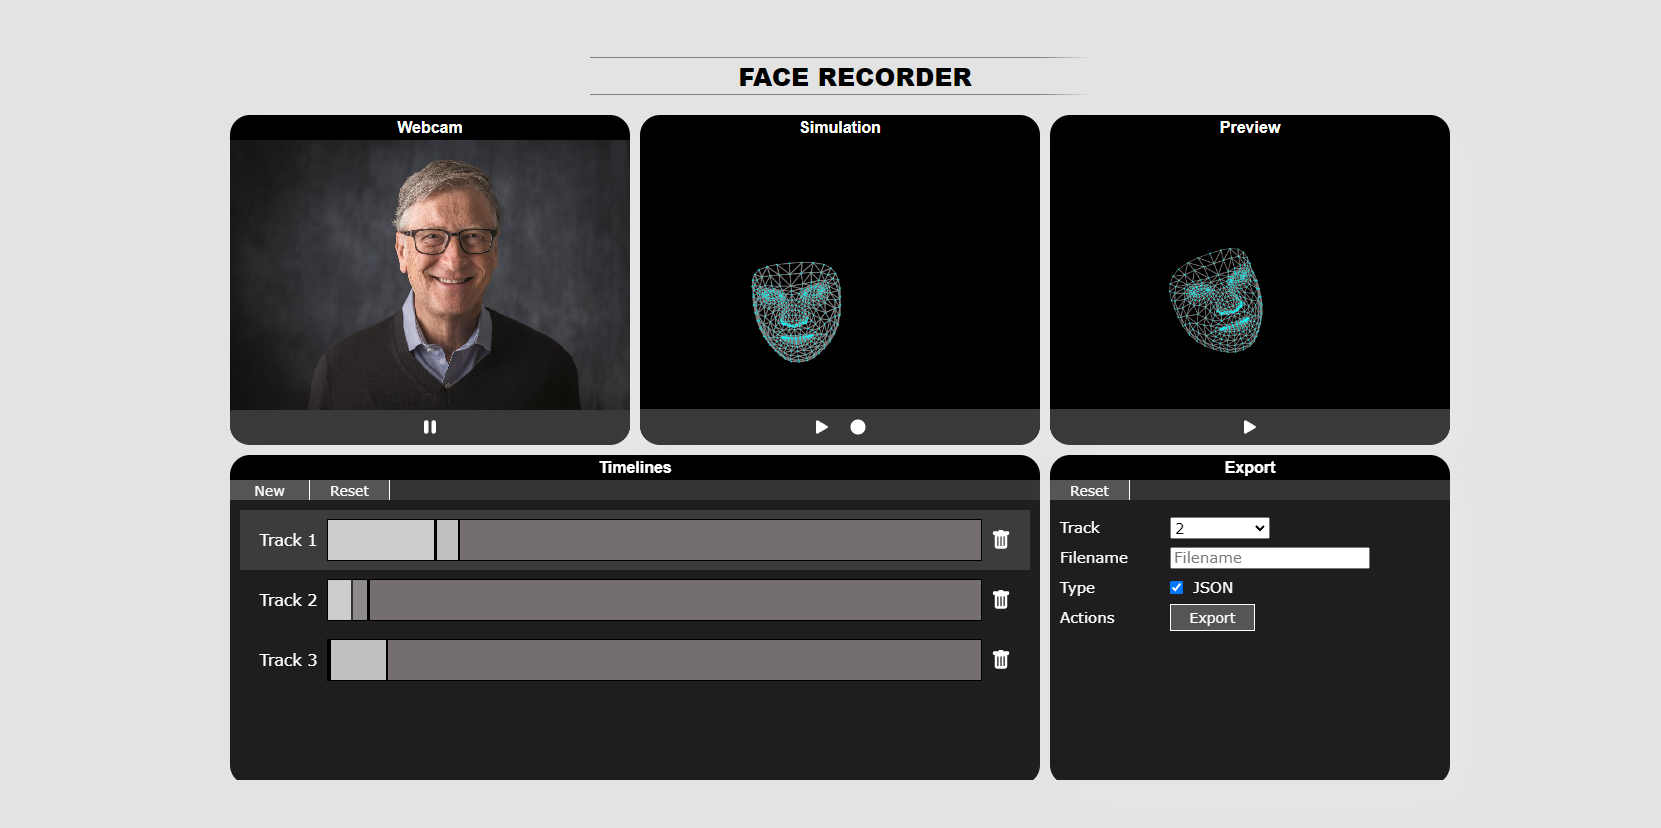 FACE RECORDER
Webcam
Simulation
Preview
Timelines
New Reset
Track 1
Track 2
Track 3
Export
Reset
Track 2
Filename Filename
Type JSON
Actions Export